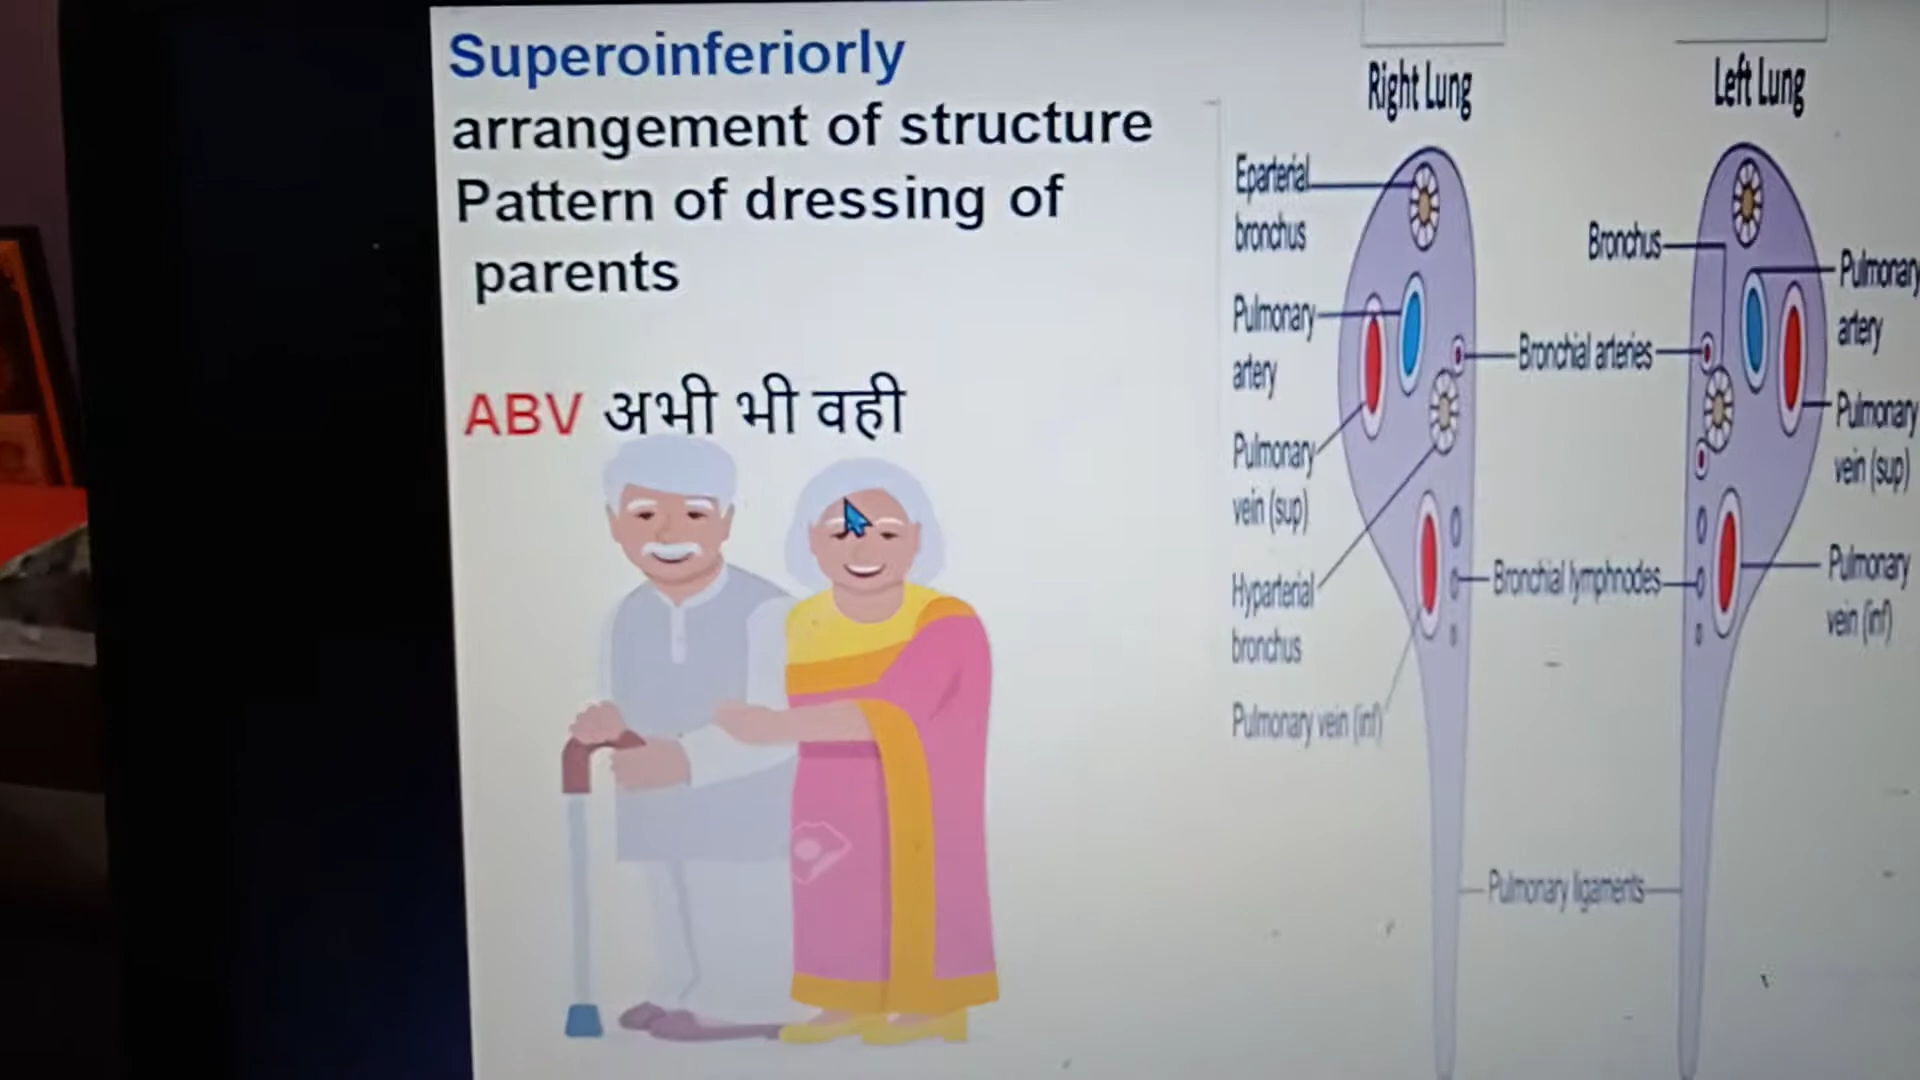 Superoinferiorly
arrangement of structure
Pattern of dressing of
parents
ABV अभी भी वही
Right Lung
Eparterial
bronchus
Pulmonary
artery
Pulmonary
vein (sup)
Hyparterial
bronchus
Pulmonary vein (inf)
Bronchial arteries
Bronchial lymphnodes
Pulmonary ligaments
Left Lung
Bronchus
Pulmonary
artery
Pulmonary
vein (sup)
Pulmonary
vein (inf)